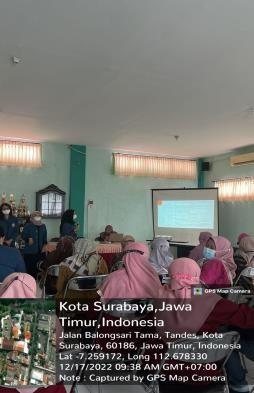 GPS Map Camera
Kota Surabaya,Jawa
Timur,Indonesia
Jalan Balongsari Tama, Tandes, Kota
Surabaya, 60186, Jawa Timur, Indonesia
Lat -7.259172, Long 112.678330
12/17/2022 09:38 AM GMT+07:00
Note : Captured by GPS Map Camera